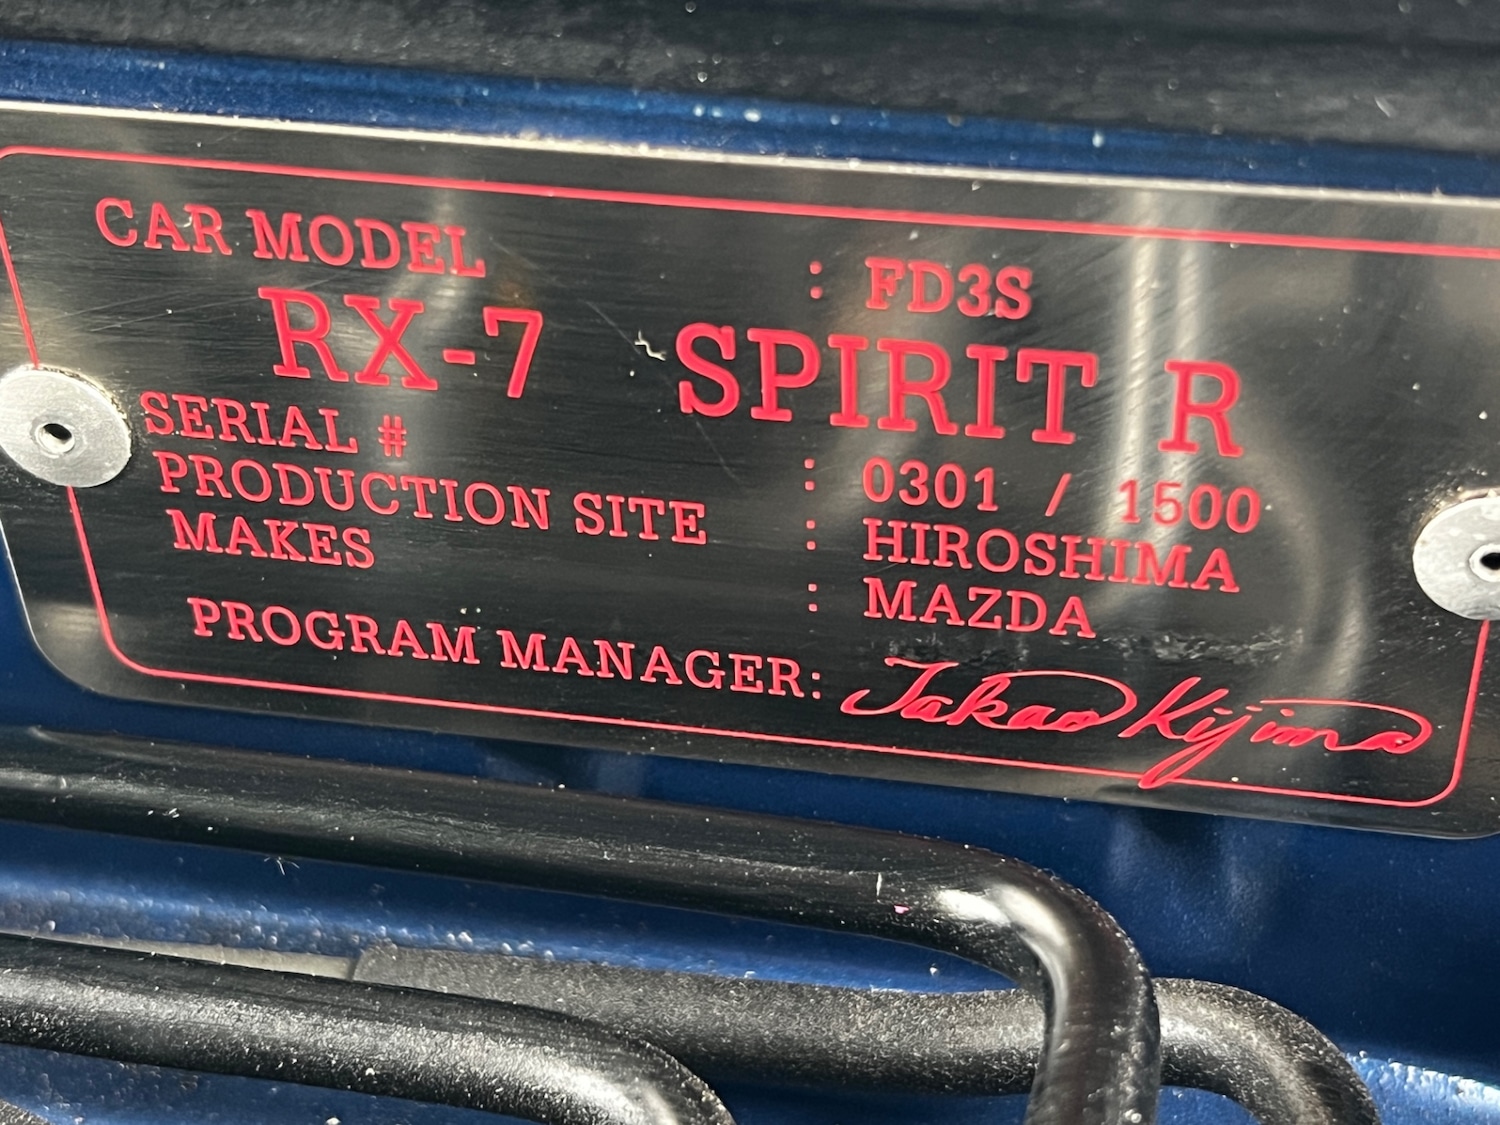 CAR MODEL : FD3S
RX-7 SPIRIT R
SERIAL # : 0301 / 1500
PRODUCTION SITE : HIROSHIMA
MAKES : MAZDA
PROGRAM MANAGER: Takao Kijima